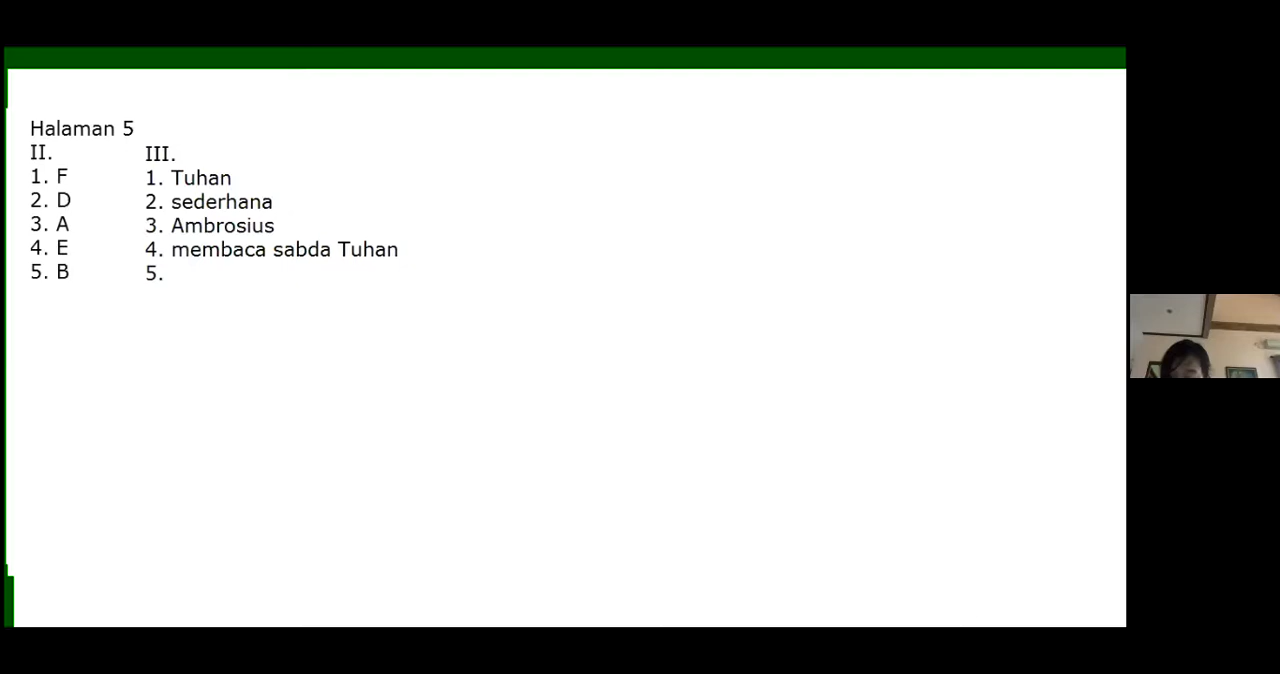 Halaman 5
II.
1. F
2. D
3. A
4. E
5. B
III.
1. Tuhan
2. sederhana
3. Ambrosius
4. membaca sabda Tuhan
5.